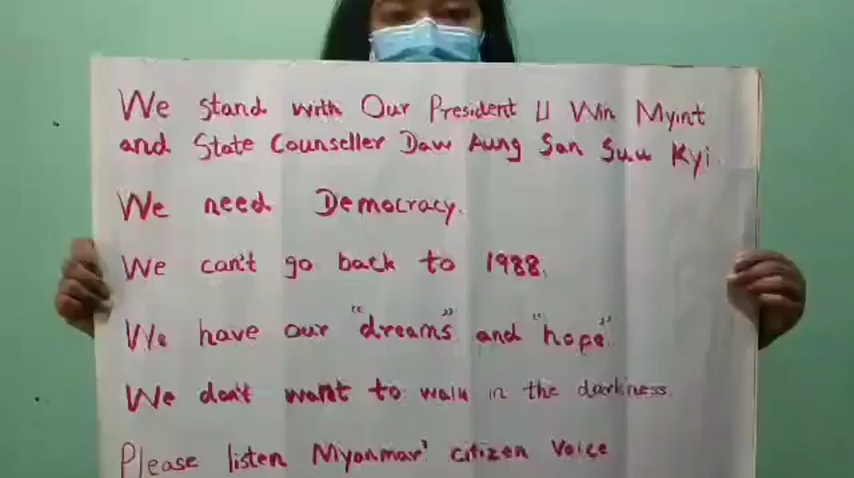 We stand with Our President U Win Myint
and State Counseller Daw Aung San Suu Kyi.
We need Democracy.
We can't go back to 1988.
We have our "dreams" and "hope".
We don't want to walk in the darkness.
Please listen Myanmar' citizen Voice